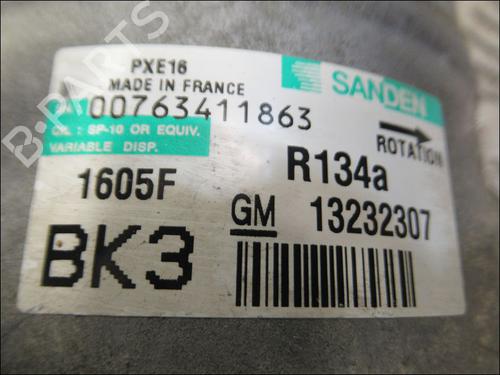 PXE16
MADE IN FRANCE
SANDEN
00763411863
OIL : SP-10 OR EQUIV.
VARIABLE DISP.
ROTATION
1605F
R134a
GM 13232307
BK3
B-PARTS